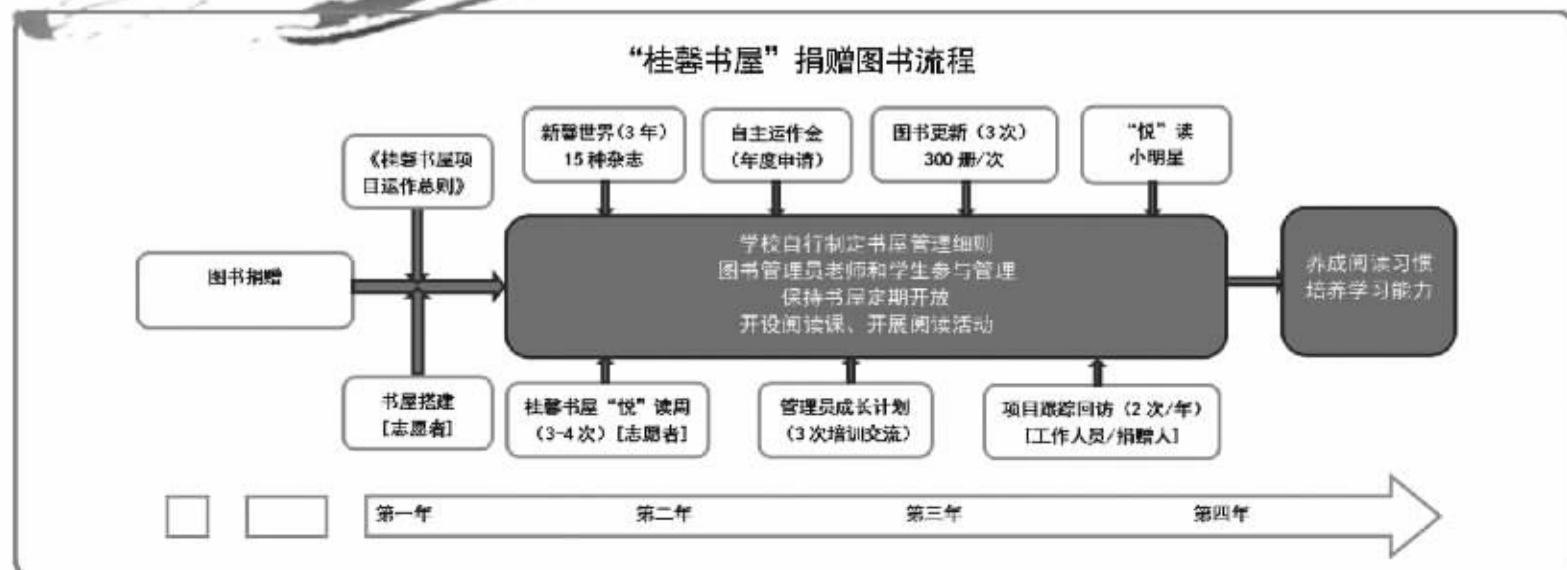 “桂馨书屋”捐赠图书流程
《桂馨书屋项
目运作总则》
新馨世界(3年)
15种杂志
自主运作金
(年度申请)
图书更新(3次)
300册/次
“悦”读
小明星
图书捐赠
学校自行制定书屋管理细则
图书管理员老师和学生参与管理
保持书屋定期开放
开设阅读课、开展阅读活动
养成阅读习惯
培养学习能力
书屋搭建
[志愿者]
桂馨书屋“悦”读周
(3-4次)[志愿者]
管理员成长计划
(3次培训交流)
项目跟踪回访(2次/年)
[工作人员/捐赠人]
第一年
第二年
第三年
第四年